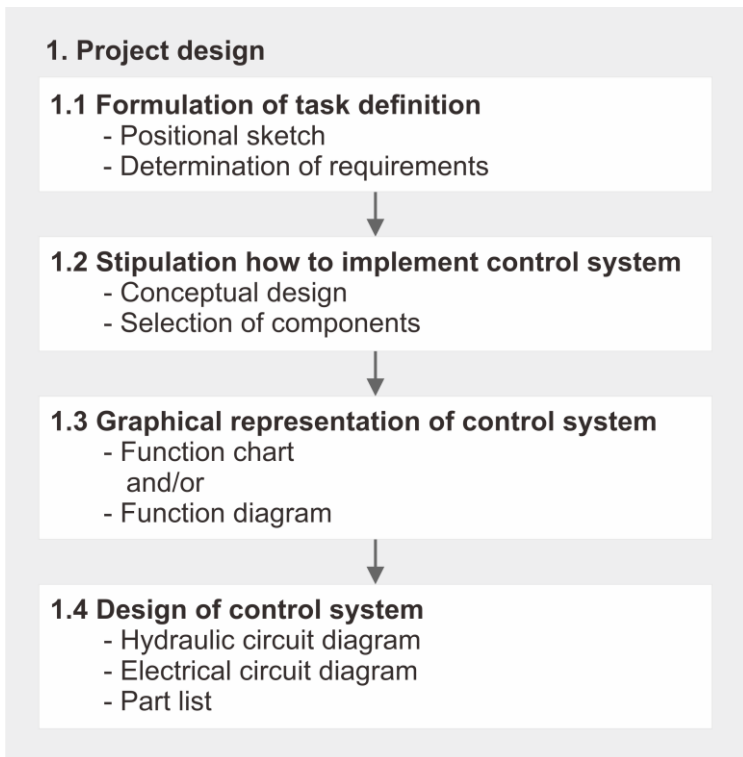 1. Project design
1.1 Formulation of task definition
- Positional sketch
- Determination of requirements
1.2 Stipulation how to implement control system
- Conceptual design
- Selection of components
1.3 Graphical representation of control system
- Function chart
and/or
- Function diagram
1.4 Design of control system
- Hydraulic circuit diagram
- Electrical circuit diagram
- Part list